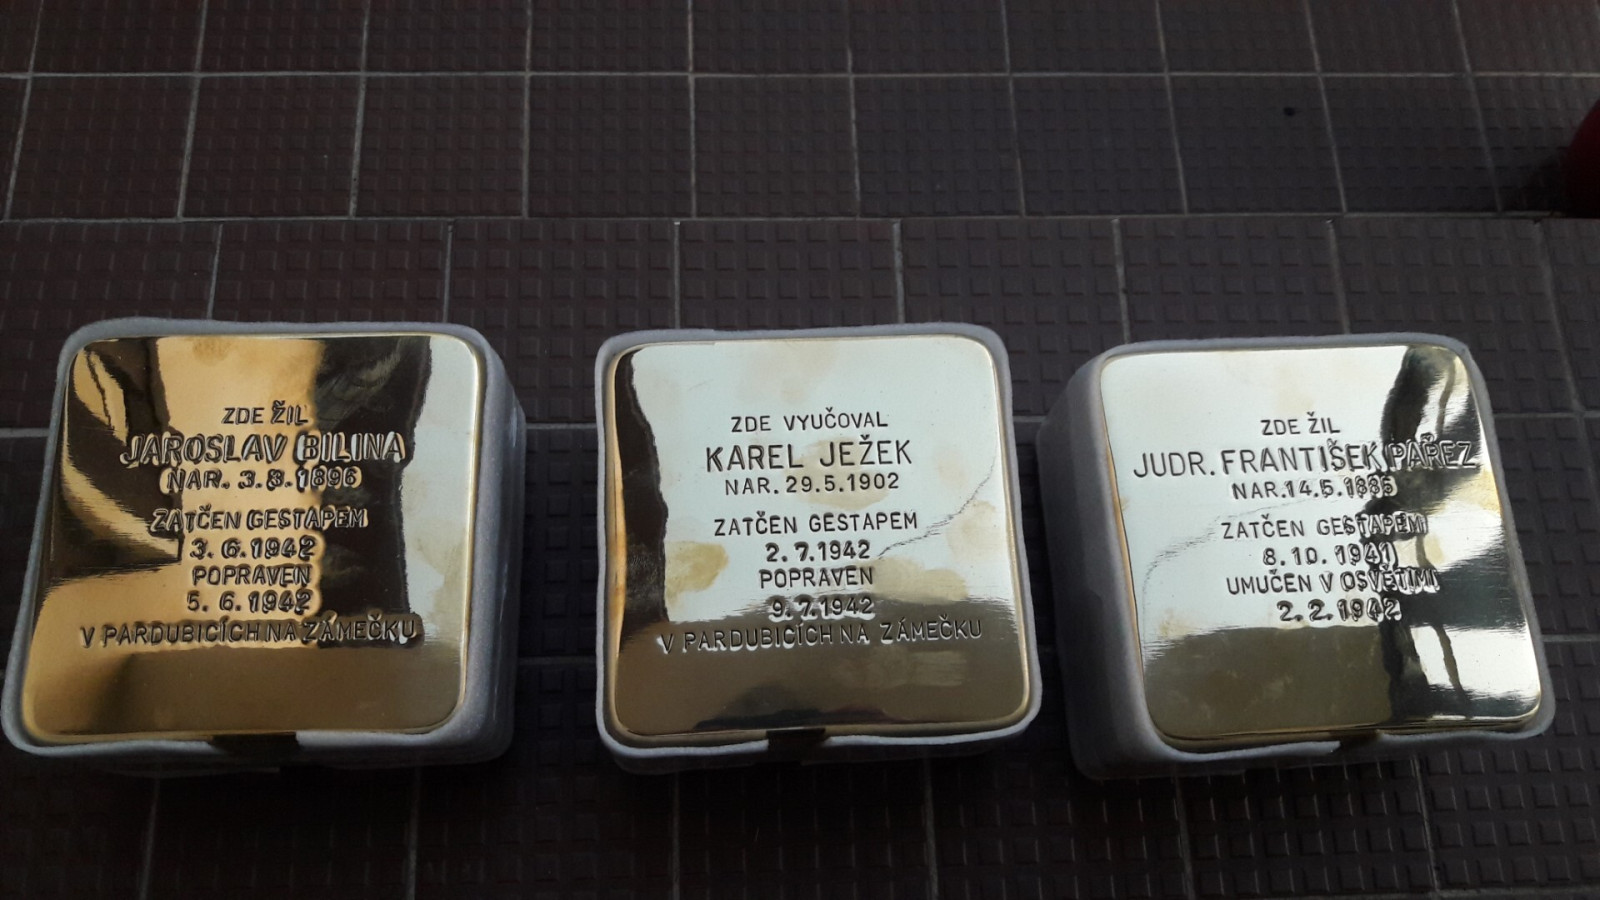 ZDE ŽIL
JAROSLAV BILINA
NAR. 3.3.1896
ZATČEN GESTAPEM
3.6.1942
POPRAVEN
5.6.1942
V PARDUBICÍCH NA ZÁMEČKU
ZDE VYUČOVAL
KAREL JEŽEK
NAR. 29.5.1902
ZATČEN GESTAPEM
2.7.1942
POPRAVEN
9.7.1942
V PARDUBICÍCH NA ZÁMEČKU
ZDE ŽIL
JUDR. FRANTIŠEK PAŘEZ
NAR.
ZATČEN GESTAPEM
8.10.1941
UMUČEN V OSVĚTIMI
2.2.1942